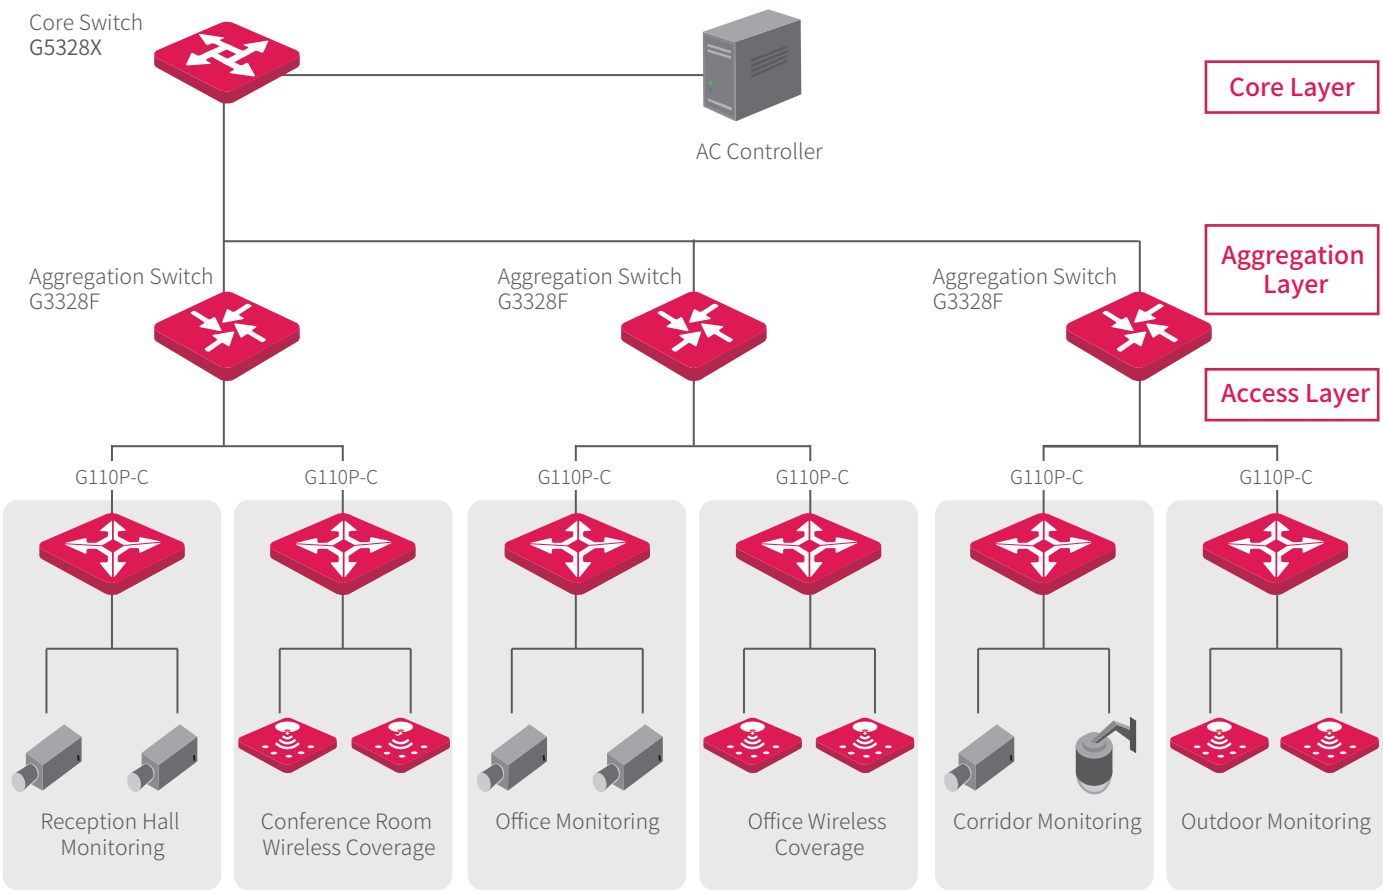 Core Switch
G5328X
AC Controller
Core Layer
Aggregation Switch
G3328F
Aggregation Switch
G3328F
Aggregation Switch
G3328F
Aggregation
Layer
Access Layer
G110P-C
G110P-C
G110P-C
G110P-C
G110P-C
G110P-C
Reception Hall
Monitoring
Conference Room
Wireless Coverage
Office Monitoring
Office Wireless
Coverage
Corridor Monitoring
Outdoor Monitoring